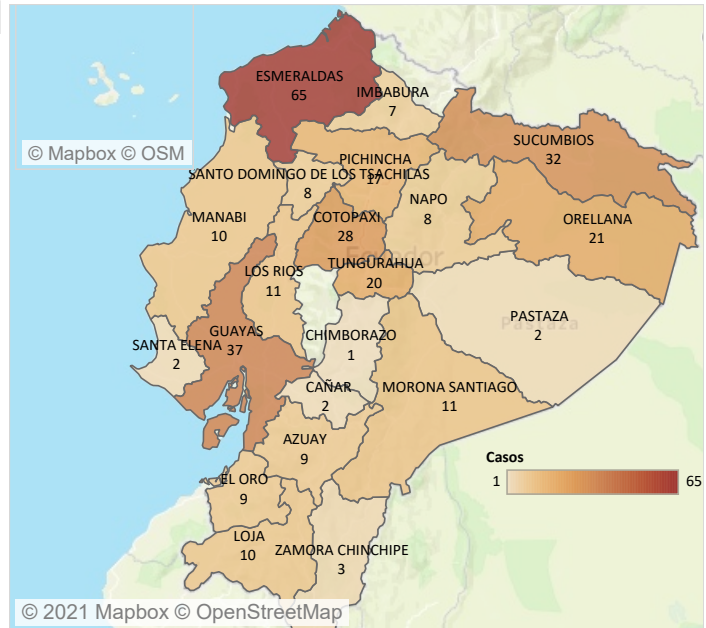 ESMERALDAS
65
IMBABURA
7
© Mapbox © OSM
SUCUMBIOS
32
PICHINCHA
17
SANTO DOMINGO DE LOS TSACHILAS
8
NAPO
8
MANABI
10
COTOPAXI
28
ORELLANA
21
Ecuador
TUNGURAHUA
20
LOS RIOS
11
PASTAZA
2
Pastaza
GUAYAS
37
SANTA ELENA
2
CHIMBORAZO
1
CAÑAR
2
MORONA SANTIAGO
11
AZUAY
9
Casos
1 65
EL ORO
9
LOJA
10
ZAMORA CHINCHIPE
3
© 2021 Mapbox © OpenStreetMap